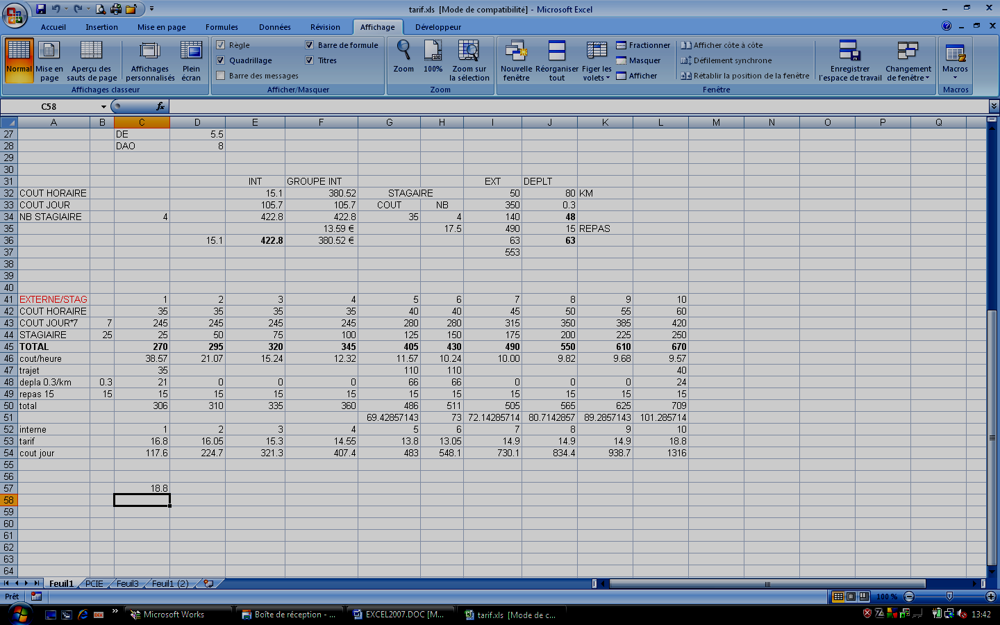 tarif.xls [Mode de compatibilité] - Microsoft Excel
Accueil Insertion Mise en page Formules Données Révision Affichage Développeur
Normal Mise en page Aperçu des sauts de page Affichages personnalisés Plein écran
Affichages classeur
Règle Barre de formule
Quadrillage Titres
Barre des messages
Afficher/Masquer
Zoom 100% Zoom sur la sélection
Zoom
Nouvelle fenêtre Réorganiser tout Figer les volets
Fractionner
Masquer
Afficher
Afficher côte à côte
Défilement synchrone
Rétablir la position de la fenêtre
Enregistrer l'espace de travail Changement de fenêtre
Fenêtre
Macros
Macros
C58 fx
A B C D E F G H I J K L M N O P Q
27 DE 5.5
28 DAO 8
29
30
31 INT GROUPE INT EXT DEPLT
32 COUT HORAIRE 15.1 380.52 STAGAIRE 50 80 KM
33 COUT JOUR 105.7 105.7 COUT NB 350 0.3
34 NB STAGIAIRE 4 422.8 422.8 35 4 140 48
35 13.59 € 17.5 490 15 REPAS
36 15.1 422.8 380.52 € 63 63
37 553
38
39
40
41 EXTERNE/STAG 1 2 3 4 5 6 7 8 9 10
42 COUT HORAIRE 35 35 35 35 40 40 45 50 55 60
43 COUT JOUR*7 7 245 245 245 245 280 280 315 350 385 420
44 STAGIAIRE 25 25 50 75 100 125 150 175 200 225 250
45 TOTAL 270 295 320 345 405 430 490 550 610 670
46 cout/heure 38.57 21.07 15.24 12.32 11.57 10.24 10.00 9.82 9.68 9.57
47 trajet 35 110 110 40
48 depla 0.3/km 0.3 21 0 0 0 66 66 0 0 0 24
49 repas 15 15 15 15 15 15 15 15 15 15 15 15
50 total 306 310 335 360 486 511 505 565 625 709
51 69.42857143 73 72.14285714 80.7142857 89.2857143 101.285714
52 interne 1 2 3 4 5 6 7 8 9 10
53 tarif 16.8 16.05 15.3 14.55 13.8 13.05 14.9 14.9 14.9 18.8
54 cout jour 117.6 224.7 321.3 407.4 483 548.1 730.1 834.4 938.7 1316
55
56
57 18.8
58
59
60
61
62
63
64
Feuil1 PCIE Feuil3 Feuil1 (2)
Prêt 100 %
Microsoft Works Boîte de réception - ... EXCEL2007.DOC [M... tarif.xls [Mode de c... 13:42